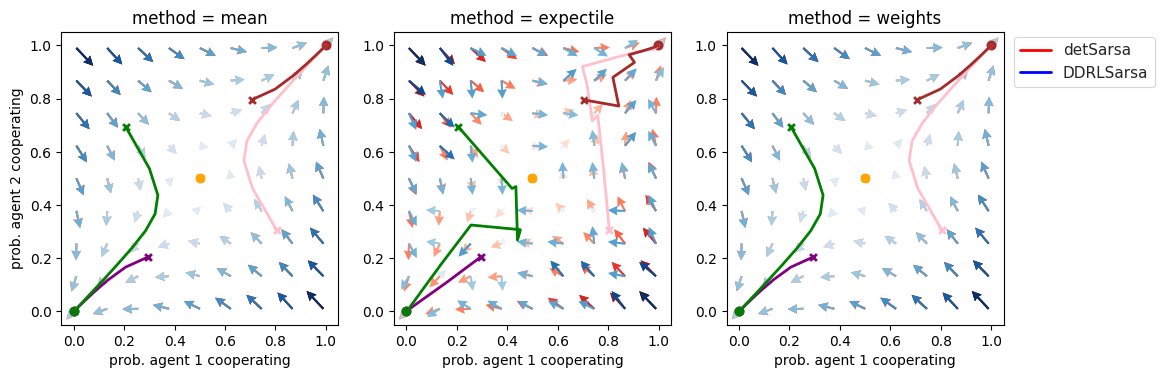 method = mean
method = expectile
method = weights
detSarsa
DDRLSarsa
prob. agent 2 cooperating
1.0
0.8
0.6
0.4
0.2
0.0
1.0
0.8
0.6
0.4
0.2
0.0
1.0
0.8
0.6
0.4
0.2
0.0
0.0 0.2 0.4 0.6 0.8 1.0
0.0 0.2 0.4 0.6 0.8 1.0
0.0 0.2 0.4 0.6 0.8 1.0
prob. agent 1 cooperating
prob. agent 1 cooperating
prob. agent 1 cooperating